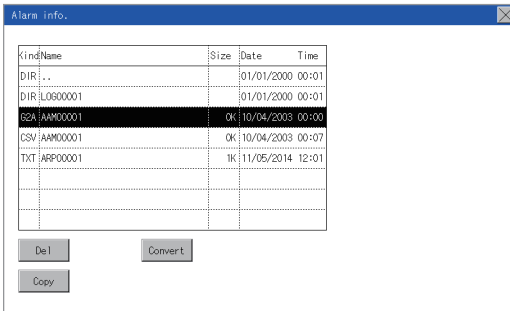 Alarm info.
Kind Name Size Date Time
DIR .. 01/01/2000 00:01
DIR LOG00001 01/01/2000 00:01
G2A AAM00001 0K 10/04/2003 00:00
CSV AAM00001 0K 10/04/2003 00:07
TXT ARP00001 1K 11/05/2014 12:01
Del Convert
Copy